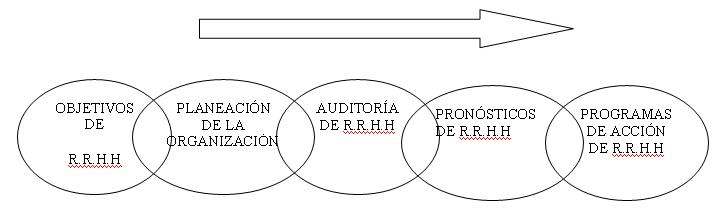 OBJETIVOS
DE
R.R.H.H
PLANEACIÓN
DE LA
ORGANIZACIÓN
AUDITORÍA
DE R.R.H.H
PRONÓSTICOS
DE R.R.H.H
PROGRAMAS
DE ACCIÓN
DE R.R.H.H